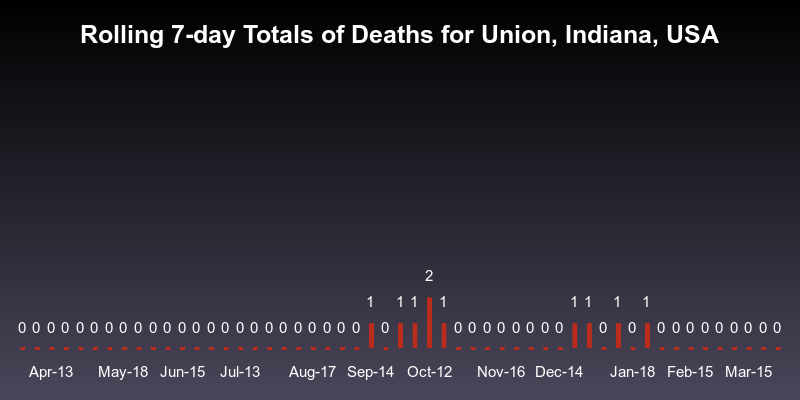 Rolling 7-day Totals of Deaths for Union, Indiana, USA
2
1 1 1 1 1 1 1 1
0 0 0 0 0 0 0 0 0 0 0 0 0 0 0 0 0 0 0 0 0 0 0 0 0 0 0 0 0 0 0 0 0 0 0 0 0 0 0 0 0 0 0 0
Apr-13 May-18 Jun-15 Jul-13 Aug-17 Sep-14 Oct-12 Nov-16 Dec-14 Jan-18 Feb-15 Mar-15